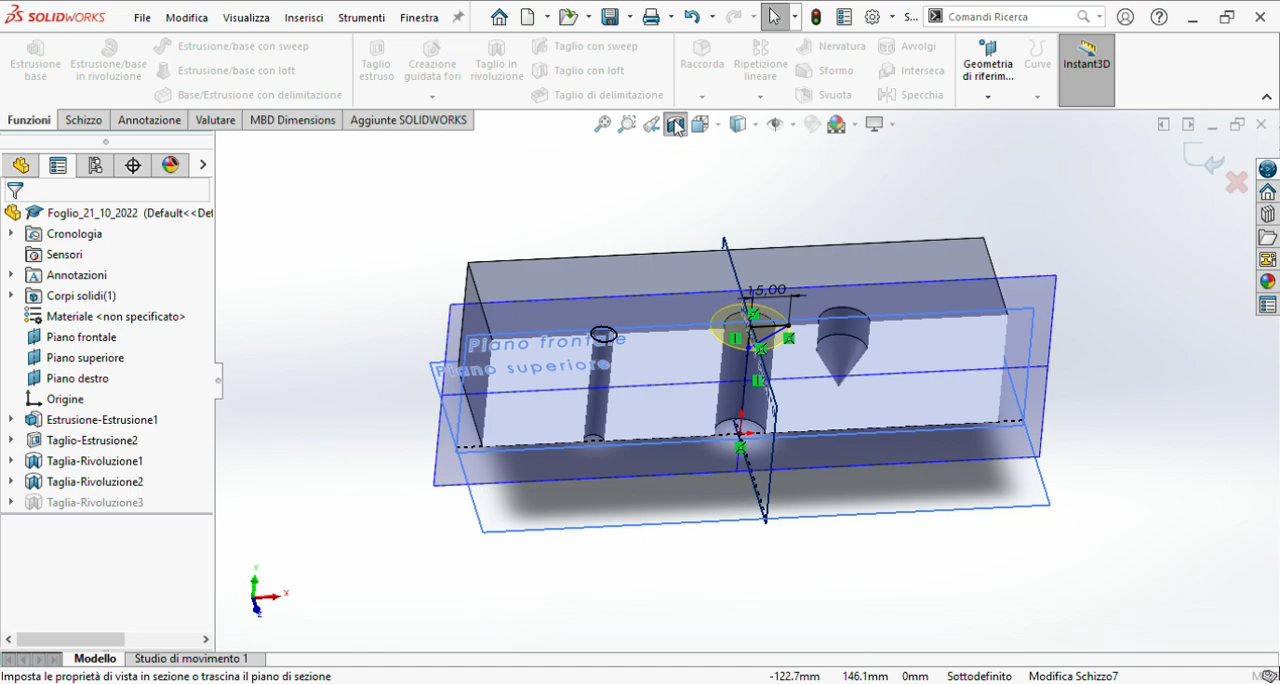 SOLIDWORKS File Modifica Visualizza Inserisci Strumenti Finestra S... Comandi Ricerca
Estrusione base
Estrusione/base in rivoluzione
Estrusione/base con sweep
Estrusione/base con loft
Base/Estrusione con delimitazione
Taglio estruso
Creazione guidata fori
Taglio in rivoluzione
Taglio con sweep
Taglio con loft
Taglio di delimitazione
Raccorda
Ripetizione lineare
Nervatura
Sformo
Svuota
Avvolgi
Interseca
Specchia
Geometria di riferim...
Curve
Instant3D
Funzioni Schizzo Annotazione Valutare MBD Dimensions Aggiunte SOLIDWORKS
Foglio_21_10_2022 (Default<<Def
Cronologia
Sensori
Annotazioni
Corpi solidi(1)
Materiale <non specificato>
Piano frontale
Piano superiore
Piano destro
Origine
Estrusione-Estrusione1
Taglio-Estrusione2
Taglia-Rivoluzione1
Taglia-Rivoluzione2
Taglia-Rivoluzione3
15,00
Piano frontale
Piano superiore
Y
X
Z
Modello Studio di movimento 1
Imposta le proprietà di vista in sezione o trascina il piano di sezione -122.7mm 146.1mm 0mm Sottodefinito Modifica Schizzo7